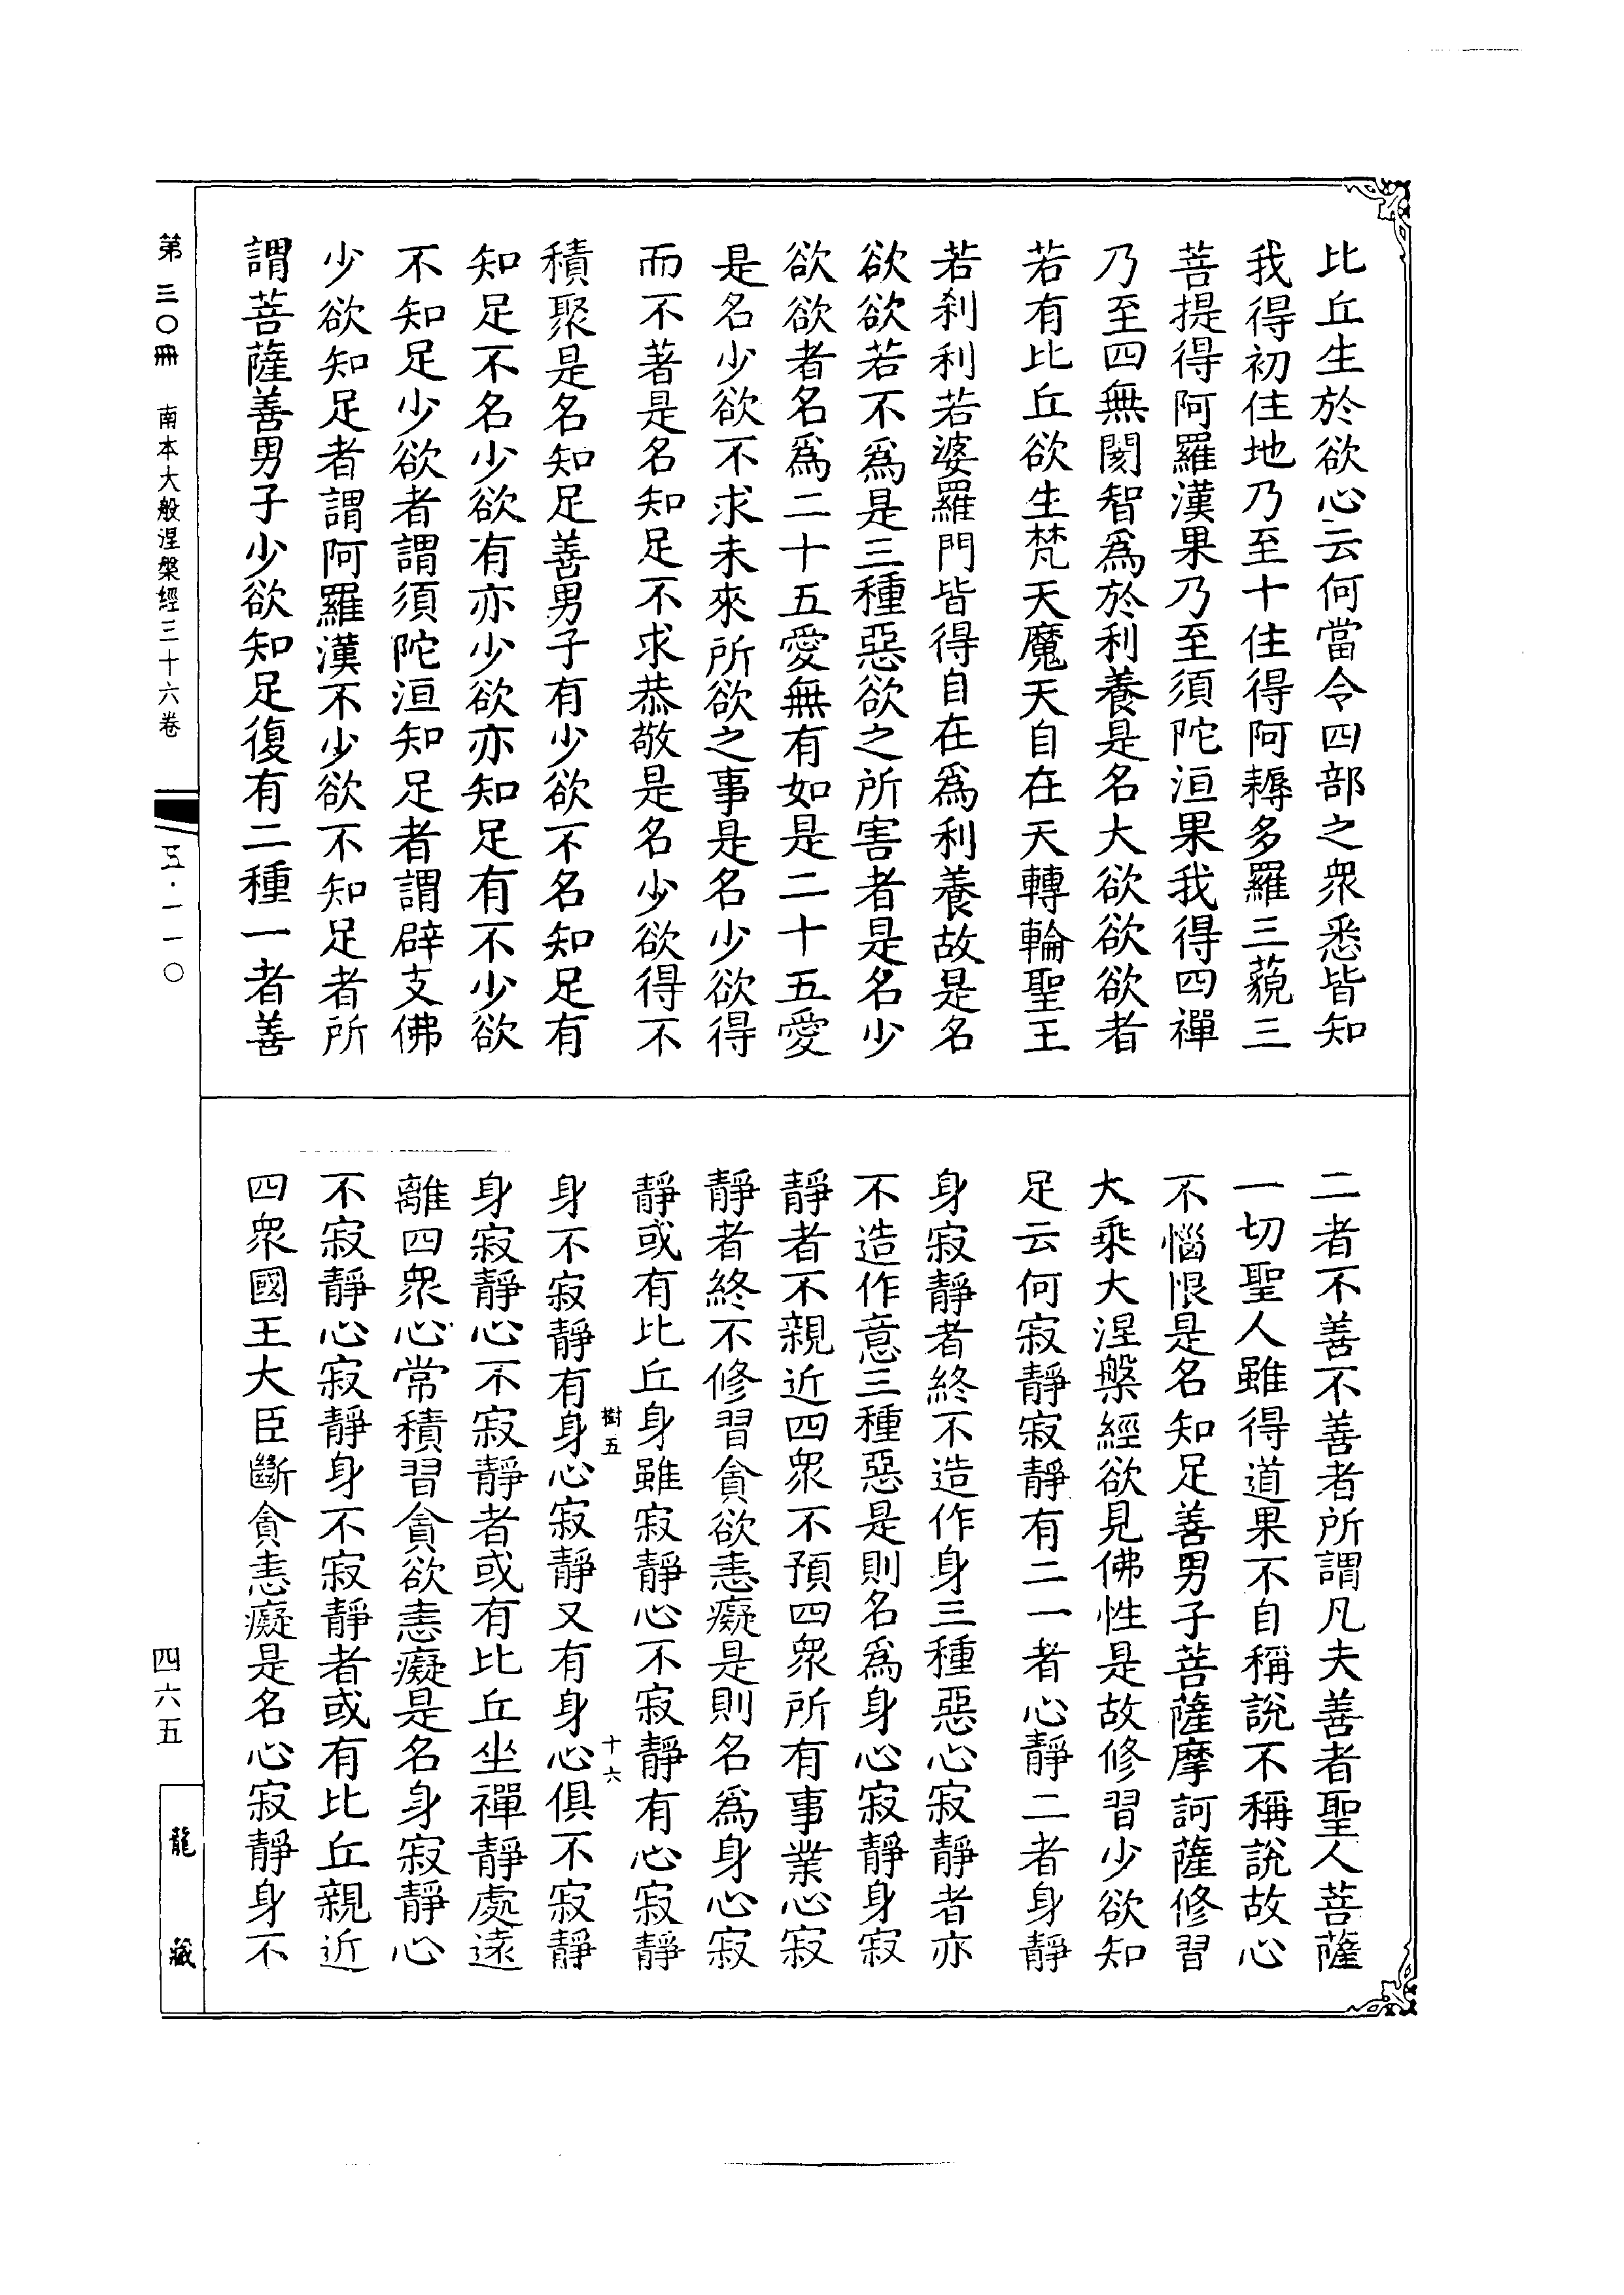 比丘生於欲心云何當令四部之眾悉皆知
我得初住地乃至十住得阿耨多羅三藐三
菩提得阿羅漢果乃至須陀洹果我得四禪
乃至四無閡智爲於利養是名大欲欲欲者
若有比丘欲生梵天魔天自在天轉輪聖王
若刹利若婆羅門皆得自在爲利養故是名
欲欲若不爲是三種惡欲之所害者是名少
欲欲者名爲二十五愛無有如是二十五愛
是名少欲不求未來所欲之事是名少欲得
而不著是名知足不求恭敬是名少欲得不
積聚是名知足善男子有少欲不名知足有
知足不名少欲有亦少欲亦知足有不少欲
不知足少欲者謂須陀洹知足者謂辟支佛
少欲知足者謂阿羅漢不少欲不知足者所
謂菩薩善男子少欲知足復有二種一者善
二者不善不善者所謂凡夫善者聖人菩薩
一切聖人雖得道果不自稱說不稱說故心
不惱恨是名知足善男子菩薩摩訶薩修習
大乘大涅槃經欲見佛性是故修習少欲知
足云何寂靜寂靜有二一者心靜二者身靜
身寂靜者終不造作身三種惡心寂靜者亦
不造作意三種惡是則名爲身心寂靜身寂
靜者不親近四眾不預四眾所有事業心寂
靜者終不修習貪欲恚癡是則名爲身心寂
靜或有比丘身雖寂靜心不寂靜有心寂靜
樹五
十六
身不寂靜有身心寂靜又有身心俱不寂靜
身寂靜心不寂靜者或有比丘坐禪靜處遠
離四眾心常積習貪欲恚癡是名身寂靜心
不寂靜心寂靜身不寂靜者或有比丘親近
四眾國王大臣斷貪恚癡是名心寂靜身不
第三〇冊
南本大般涅槃經三十六卷
五·一一〇
四六五
龍藏